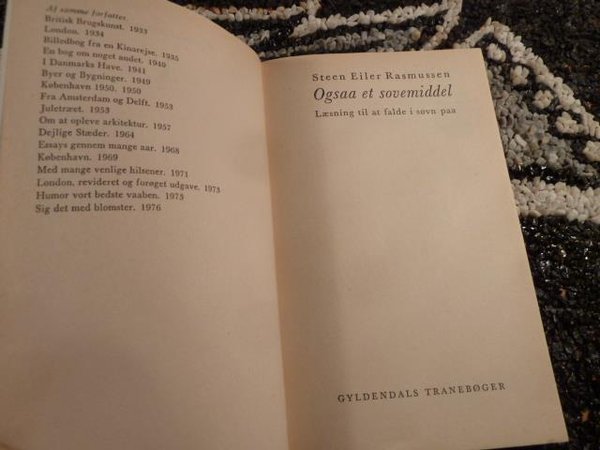 Af samme forfatter
Britisk Brugskunst. 1933
London. 1934
Billedbog fra en Kinarejse. 1935
En bog om noget andet. 1940
I Danmarks Have. 1941
Byer og Bygninger. 1949
København 1950. 1950
Fra Amsterdam og Delft. 1953
Juletræet. 1953
Om at opleve arkitektur. 1957
Dejlige Stæder. 1964
Essays gennem mange aar. 1968
København. 1969
Med mange venlige hilsener. 1971
London, revideret og forøget udgave. 1973
Humor vort bedste vaaben. 1975
Sig det med blomster. 1976
Steen Eiler Rasmussen
Ogsaa et sovemiddel
Læsning til at falde i søvn paa
GYLDENDALS TRANEBØGER